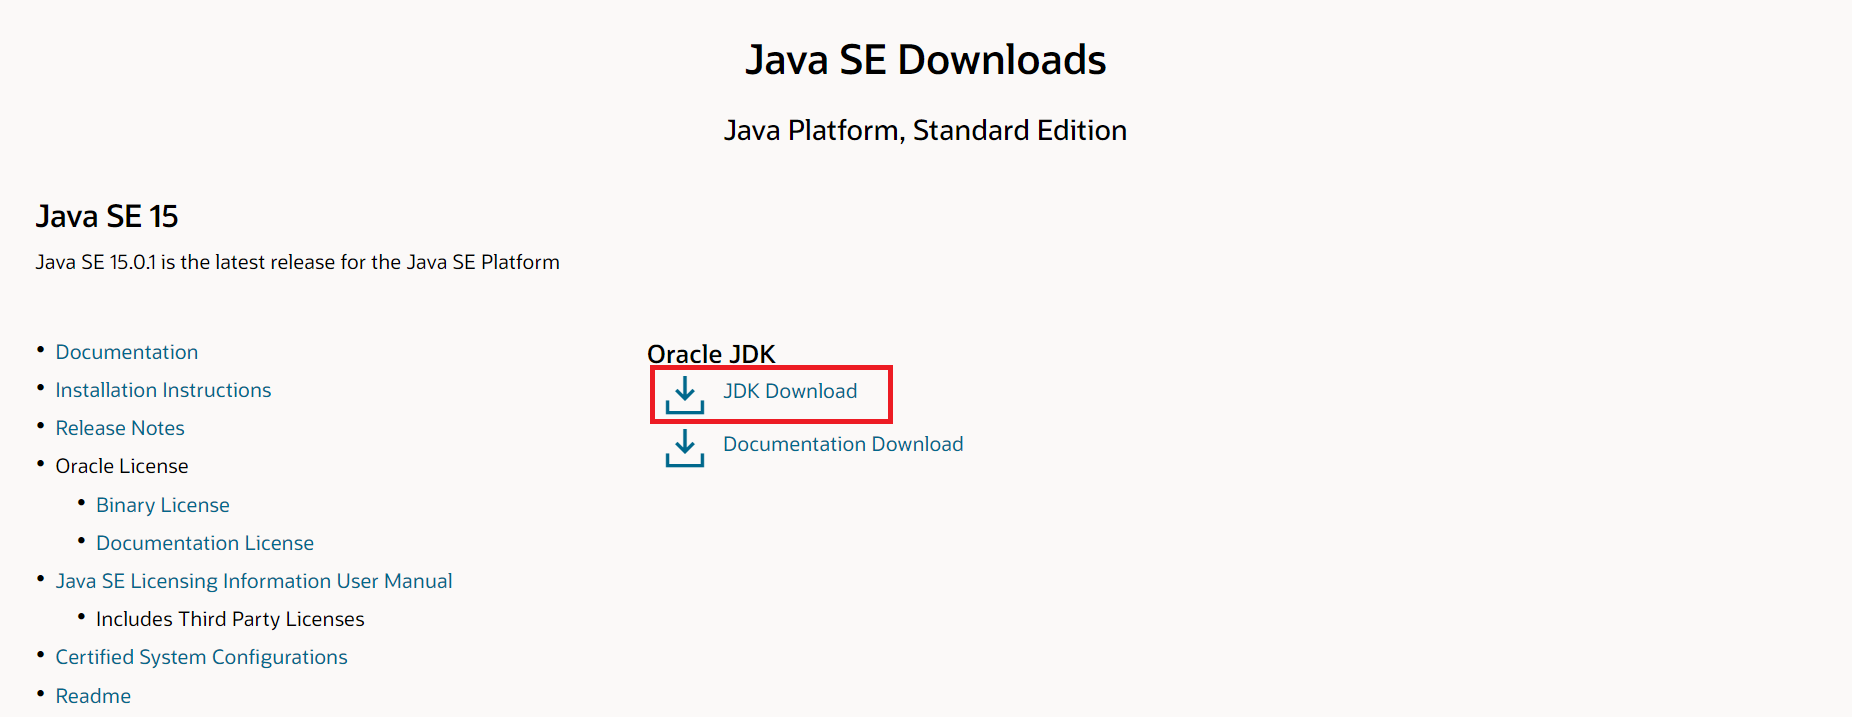 Java SE Downloads
Java Platform, Standard Edition
Java SE 15
Java SE 15.0.1 is the latest release for the Java SE Platform
• Documentation
• Installation Instructions
• Release Notes
• Oracle License
• Binary License
• Documentation License
• Java SE Licensing Information User Manual
• Includes Third Party Licenses
• Certified System Configurations
• Readme
Oracle JDK
JDK Download
Documentation Download